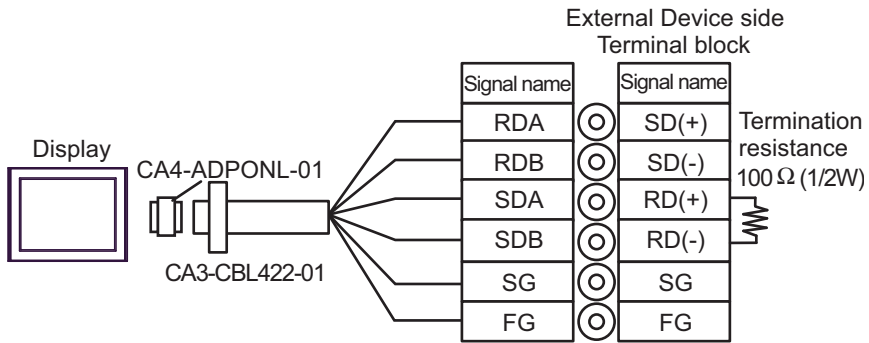 External Device side
Terminal block
Signal name Signal name
RDA SD(+)
RDB SD(-)
SDA RD(+)
SDB RD(-)
SG SG
FG FG
Termination
resistance
100 Ω (1/2W)
Display
CA4-ADPONL-01
CA3-CBL422-01